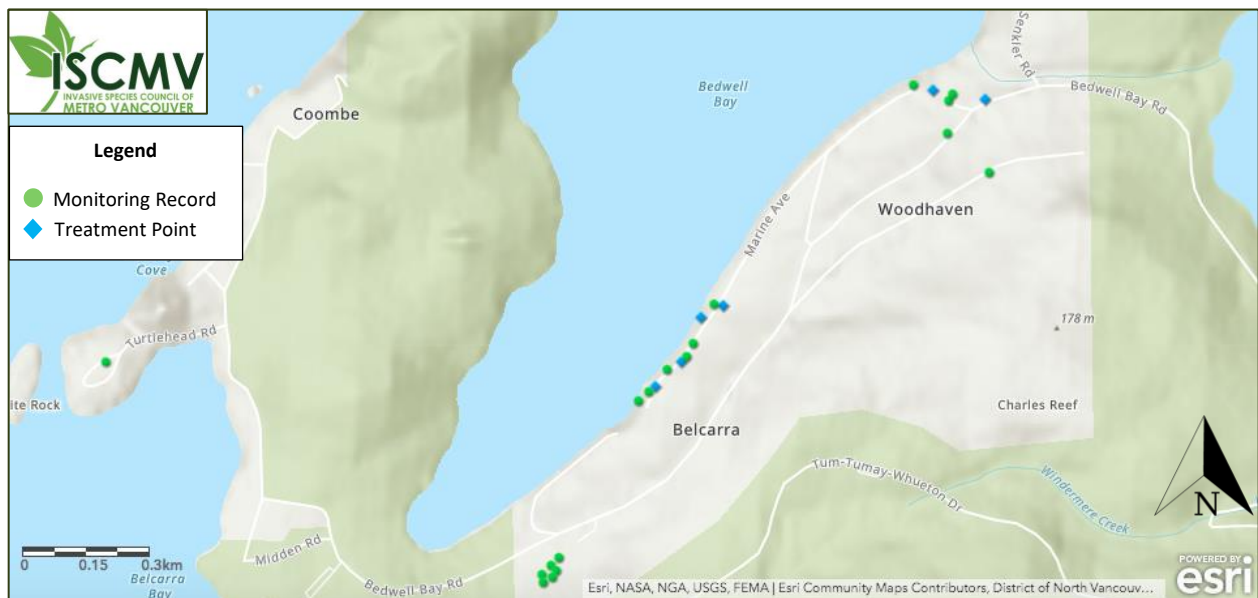 ISCMV
INVASIVE SPECIES COUNCIL OF
METRO VANCOUVER
Legend
Monitoring Record
Treatment Point
Coombe
Bedwell
Bay
Senkler Rd
Bedwell Bay Rd
Marine Ave
Woodhaven
Cove
Turtlehead Rd
178 m
ite Rock
Charles Reef
Belcarra
Tum-Tumay-Whueton Dr
Windermere Creek
N
0 0.15 0.3km
Midden Rd
Belcarra
Bay
Bedwell Bay Rd
Esri, NASA, NGA, USGS, FEMA | Esri Community Maps Contributors, District of North Vancouv...
POWERED BY
esri